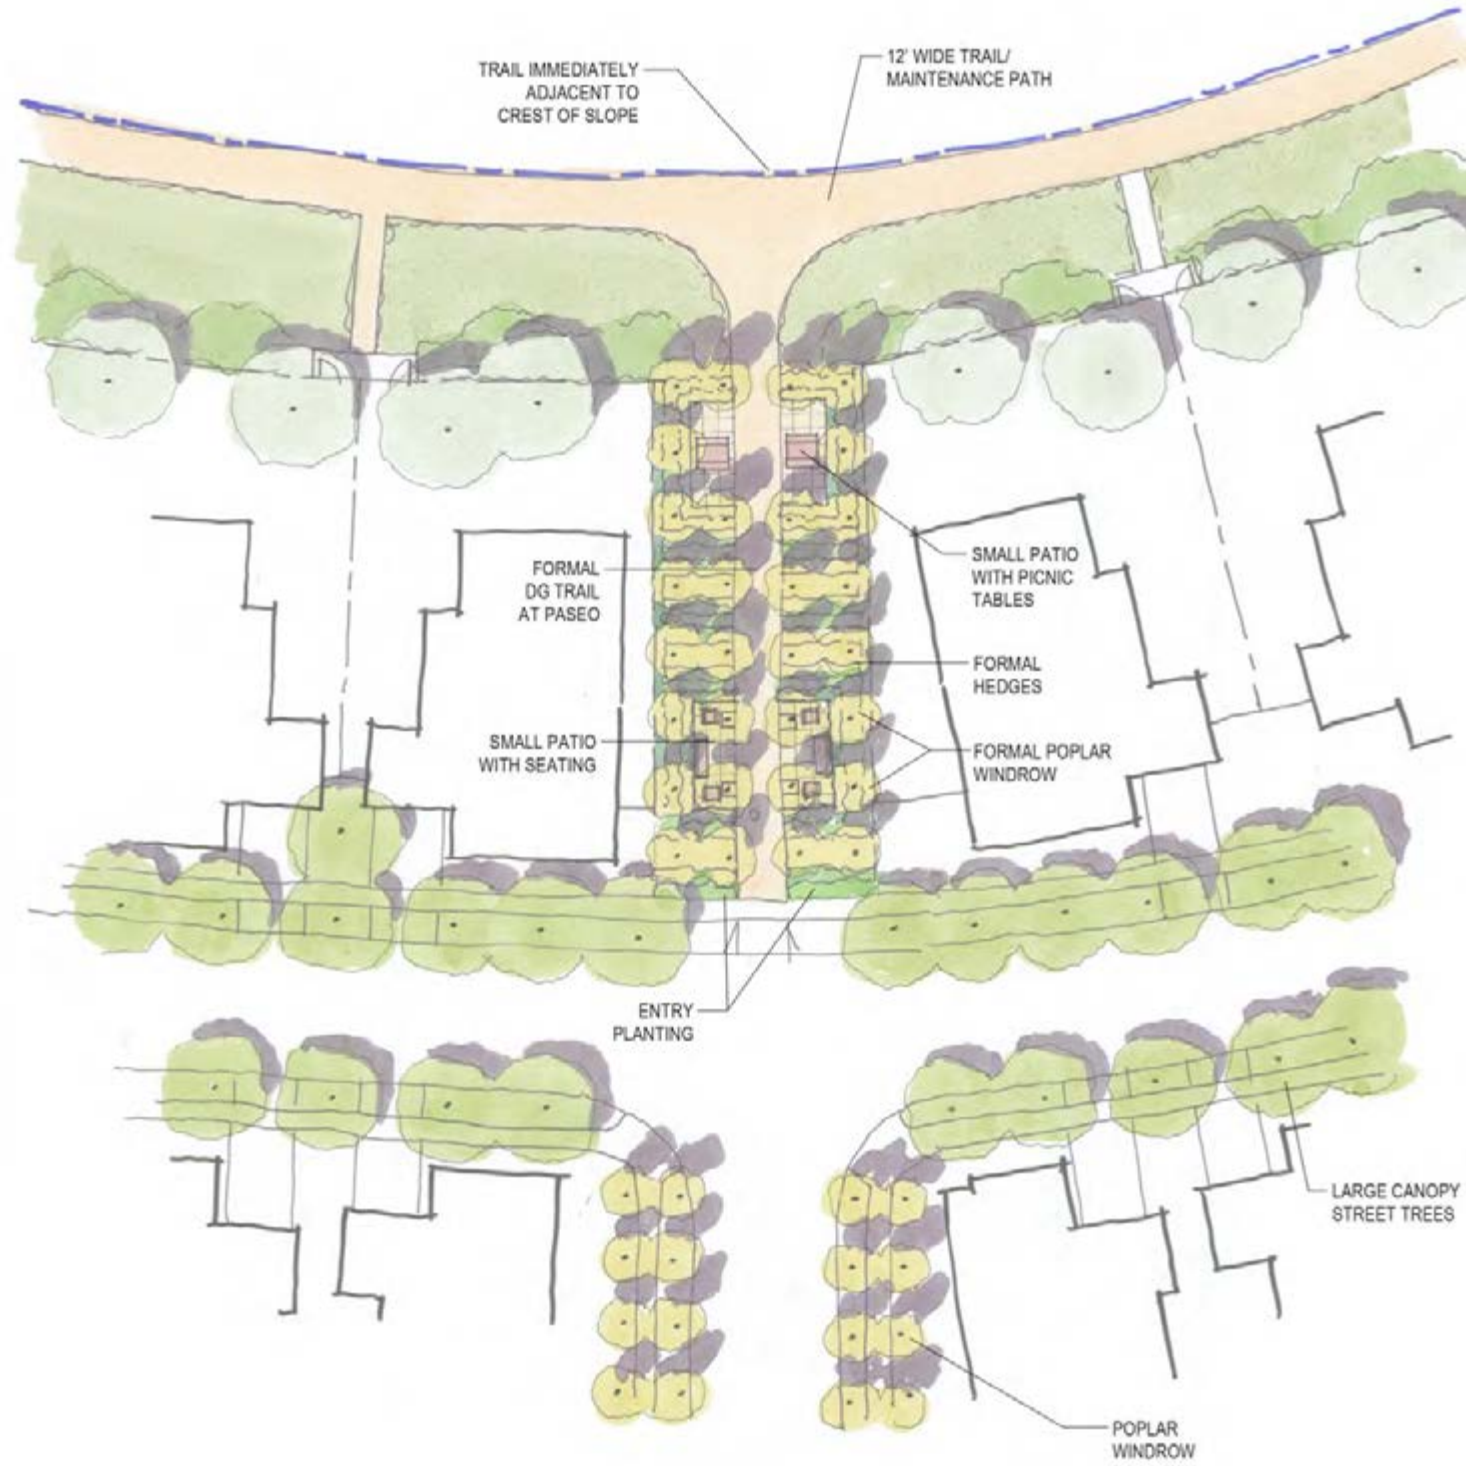 TRAIL IMMEDIATELY
ADJACENT TO
CREST OF SLOPE
12' WIDE TRAIL/
MAINTENANCE PATH
FORMAL
DG TRAIL
AT PASEO
SMALL PATIO
WITH PICNIC
TABLES
FORMAL
HEDGES
SMALL PATIO
WITH SEATING
FORMAL POPLAR
WINDROW
ENTRY
PLANTING
LARGE CANOPY
STREET TREES
POPLAR
WINDROW